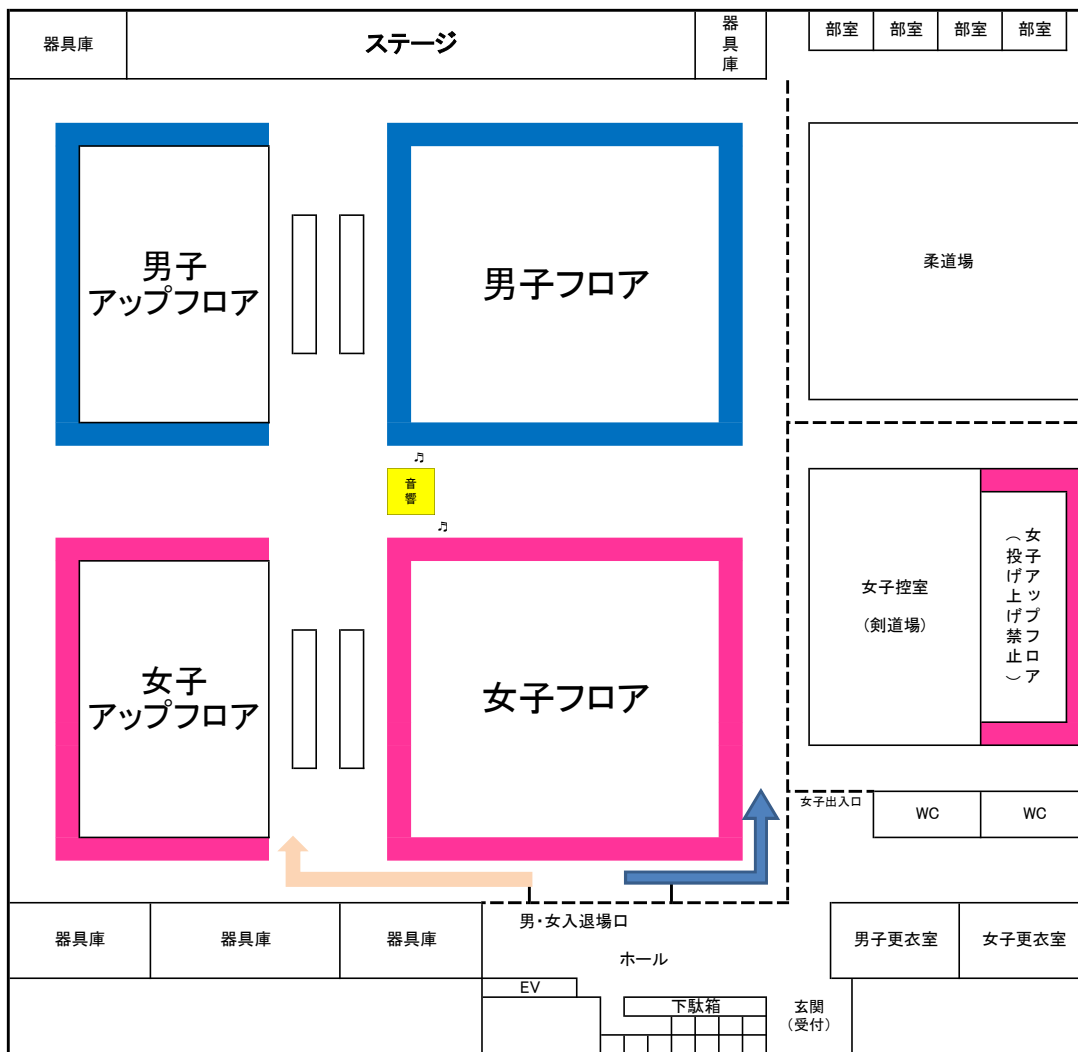 器具庫
ステージ
器具庫
部室
部室
部室
部室
男子
アップフロア
男子フロア
柔道場
♬
音響
♬
女子
アップフロア
女子フロア
女子控室
(剣道場)
女子アップフロア
(投げ上げ禁止)
女子出入口
WC
WC
器具庫
器具庫
器具庫
男・女入退場口
ホール
男子更衣室
女子更衣室
EV
下駄箱
玄関
(受付)